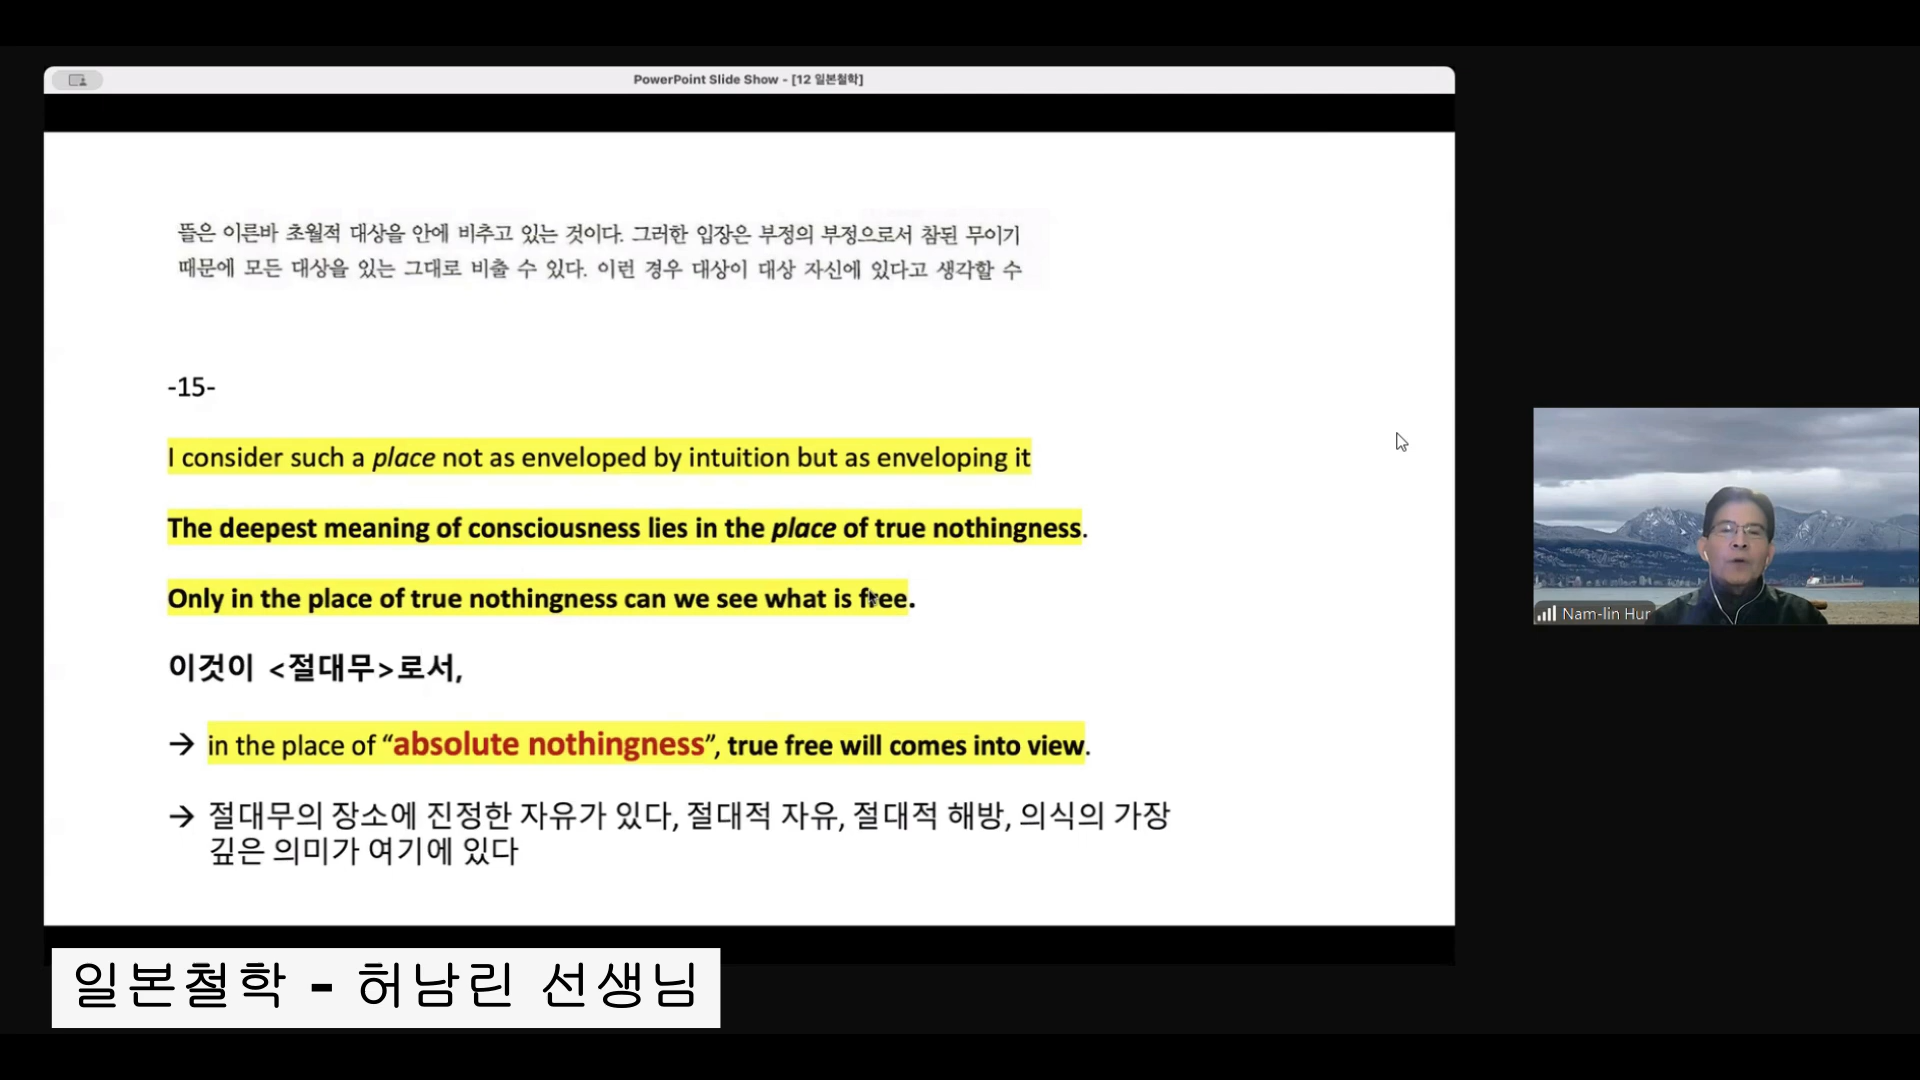 PowerPoint Slide Show - [12 일본철학]
뜰은 이른바 초월적 대상을 안에 비추고 있는 것이다. 그러한 입장은 부정의 부정으로서 참된 무이기
때문에 모든 대상을 있는 그대로 비출 수 있다. 이런 경우 대상이 대상 자신에 있다고 생각할 수
-15-
I consider such a place not as enveloped by intuition but as enveloping it
The deepest meaning of consciousness lies in the place of true nothingness.
Only in the place of true nothingness can we see what is free.
이것이 <절대무>로서,
→ in the place of “absolute nothingness”, true free will comes into view.
→ 절대무의 장소에 진정한 자유가 있다, 절대적 자유, 절대적 해방, 의식의 가장
깊은 의미가 여기에 있다
Nam-lin Hur
일본철학 - 허남린 선생님